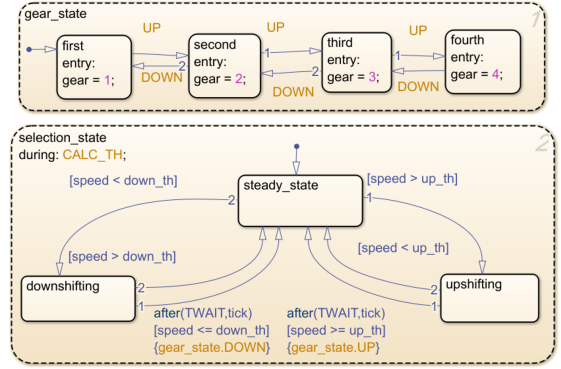 gear_state
1
UP
UP
UP
first
entry:
gear = 1;
second
entry:
gear = 2;
third
entry:
gear = 3;
fourth
entry:
gear = 4;
2
1
2
1
DOWN
DOWN
DOWN
selection_state
during: CALC_TH;
2
[speed < down_th]
steady_state
[speed > up_th]
2
1
[speed > down_th]
[speed < up_th]
downshifting
2
1
upshifting
2
1
after(TWAIT,tick)
[speed <= down_th]
{gear_state.DOWN}
after(TWAIT,tick)
[speed >= up_th]
{gear_state.UP}